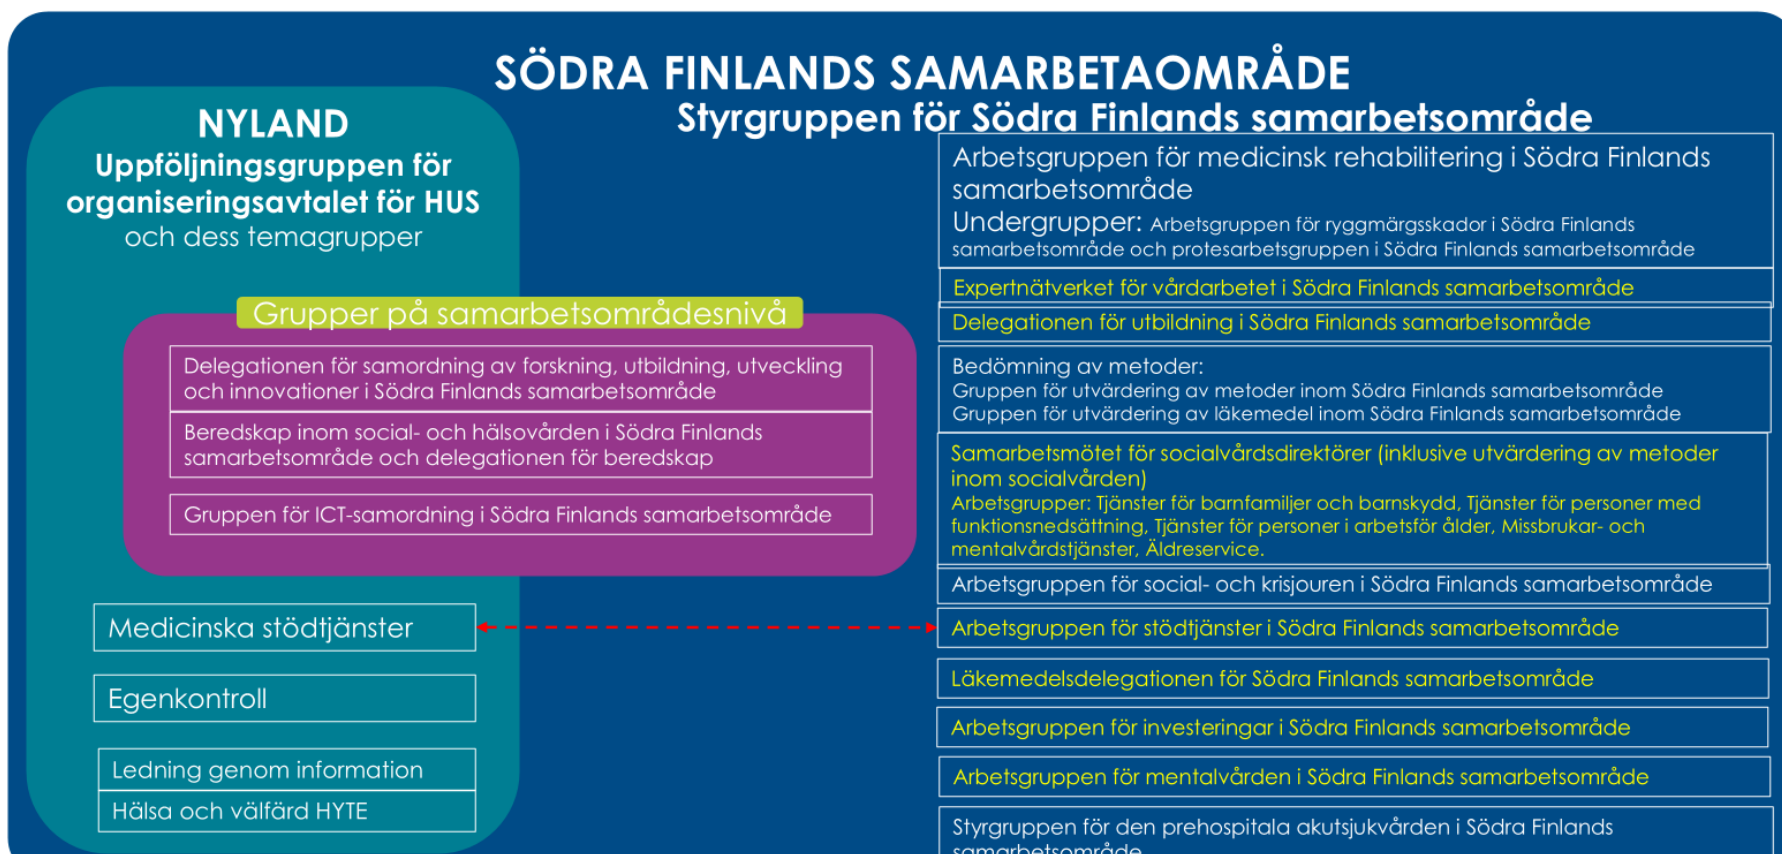 SÖDRA FINLANDS SAMARBETAOMRÅDE
Styrgruppen för Södra Finlands samarbetsområde
NYLAND
Uppföljningsgruppen för
organiseringsavtalet för HUS
och dess temagrupper
Grupper på samarbetsområdesnivå
Delegationen för samordning av forskning, utbildning, utveckling
och innovationer i Södra Finlands samarbetsområde
Beredskap inom social- och hälsovården i Södra Finlands
samarbetsområde och delegationen för beredskap
Gruppen för ICT-samordning i Södra Finlands samarbetsområde
Medicinska stödtjänster
Egenkontroll
Ledning genom information
Hälsa och välfärd HYTE
Arbetsgruppen för medicinsk rehabilitering i Södra Finlands
samarbetsområde
Undergrupper: Arbetsgruppen för ryggmärgsskador i Södra Finlands
samarbetsområde och protesarbetsgruppen i Södra Finlands samarbetsområde
Expertnätverket för vårdarbetet i Södra Finlands samarbetsområde
Delegationen för utbildning i Södra Finlands samarbetsområde
Bedömning av metoder:
Gruppen för utvärdering av metoder inom Södra Finlands samarbetsområde
Gruppen för utvärdering av läkemedel inom Södra Finlands samarbetsområde
Samarbetsmötet för socialvårdsdirektörer (inklusive utvärdering av metoder
inom socialvården)
Arbetsgrupper: Tjänster för barnfamiljer och barnskydd, Tjänster för personer med
funktionsnedsättning, Tjänster för personer i arbetsför ålder, Missbrukar- och
mentalvårdstjänster, Äldreservice.
Arbetsgruppen för social- och krisjouren i Södra Finlands samarbetsområde
Arbetsgruppen för stödtjänster i Södra Finlands samarbetsområde
Läkemedelsdelegationen för Södra Finlands samarbetsområde
Arbetsgruppen för investeringar i Södra Finlands samarbetsområde
Arbetsgruppen för mentalvården i Södra Finlands samarbetsområde
Styrgruppen för den prehospitala akutsjukvården i Södra Finlands
samarbetsområde